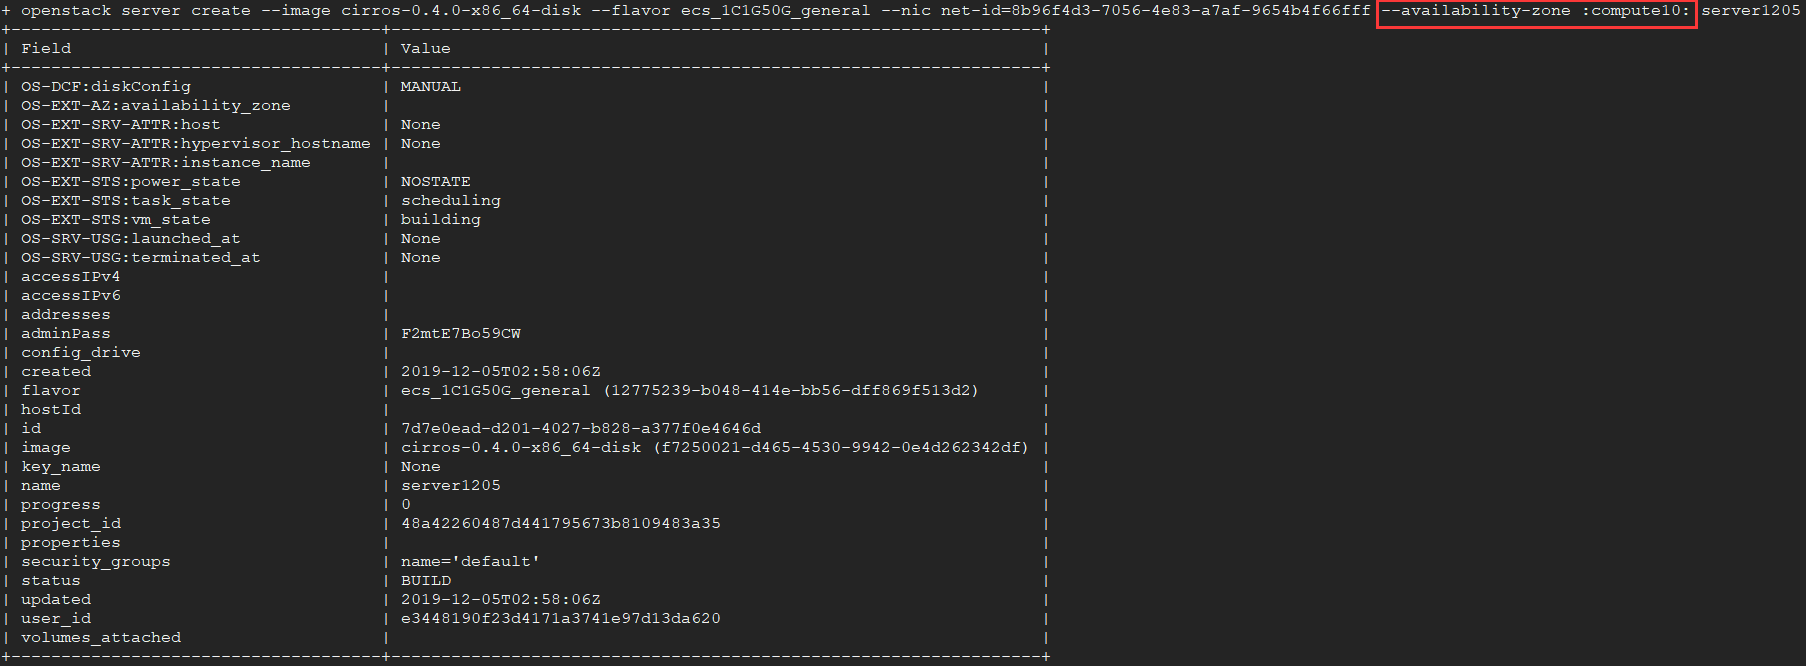 + openstack server create --image cirros-0.4.0-x86_64-disk --flavor ecs_1C1G50G_general --nic net-id=8b96f4d3-7056-4e83-a7af-9654b4f66fff --availability-zone :compute10: server1205
+-------------------------------------+-----------------------------------------------------------------+
| Field                               | Value                                                           |
+-------------------------------------+-----------------------------------------------------------------+
| OS-DCF:diskConfig                   | MANUAL                                                          |
| OS-EXT-AZ:availability_zone         |                                                                 |
| OS-EXT-SRV-ATTR:host                | None                                                            |
| OS-EXT-SRV-ATTR:hypervisor_hostname | None                                                            |
| OS-EXT-SRV-ATTR:instance_name       |                                                                 |
| OS-EXT-STS:power_state              | NOSTATE                                                         |
| OS-EXT-STS:task_state               | scheduling                                                      |
| OS-EXT-STS:vm_state                 | building                                                        |
| OS-SRV-USG:launched_at              | None                                                            |
| OS-SRV-USG:terminated_at            | None                                                            |
| accessIPv4                          |                                                                 |
| accessIPv6                          |                                                                 |
| addresses                           |                                                                 |
| adminPass                           | F2mtE7Bo59CW                                                    |
| config_drive                        |                                                                 |
| created                             | 2019-12-05T02:58:06Z                                            |
| flavor                              | ecs_1C1G50G_general (12775239-b048-414e-bb56-dff869f513d2)      |
| hostId                              |                                                                 |
| id                                  | 7d7e0ead-d201-4027-b828-a377f0e4646d                            |
| image                               | cirros-0.4.0-x86_64-disk (f7250021-d465-4530-9942-0e4d262342df) |
| key_name                            | None                                                            |
| name                                | server1205                                                      |
| progress                            | 0                                                               |
| project_id                          | 48a42260487d441795673b8109483a35                                |
| properties                          |                                                                 |
| security_groups                     | name='default'                                                  |
| status                              | BUILD                                                           |
| updated                             | 2019-12-05T02:58:06Z                                            |
| user_id                             | e3448190f23d4171a3741e97d13da620                                |
| volumes_attached                    |                                                                 |
+-------------------------------------+-----------------------------------------------------------------+